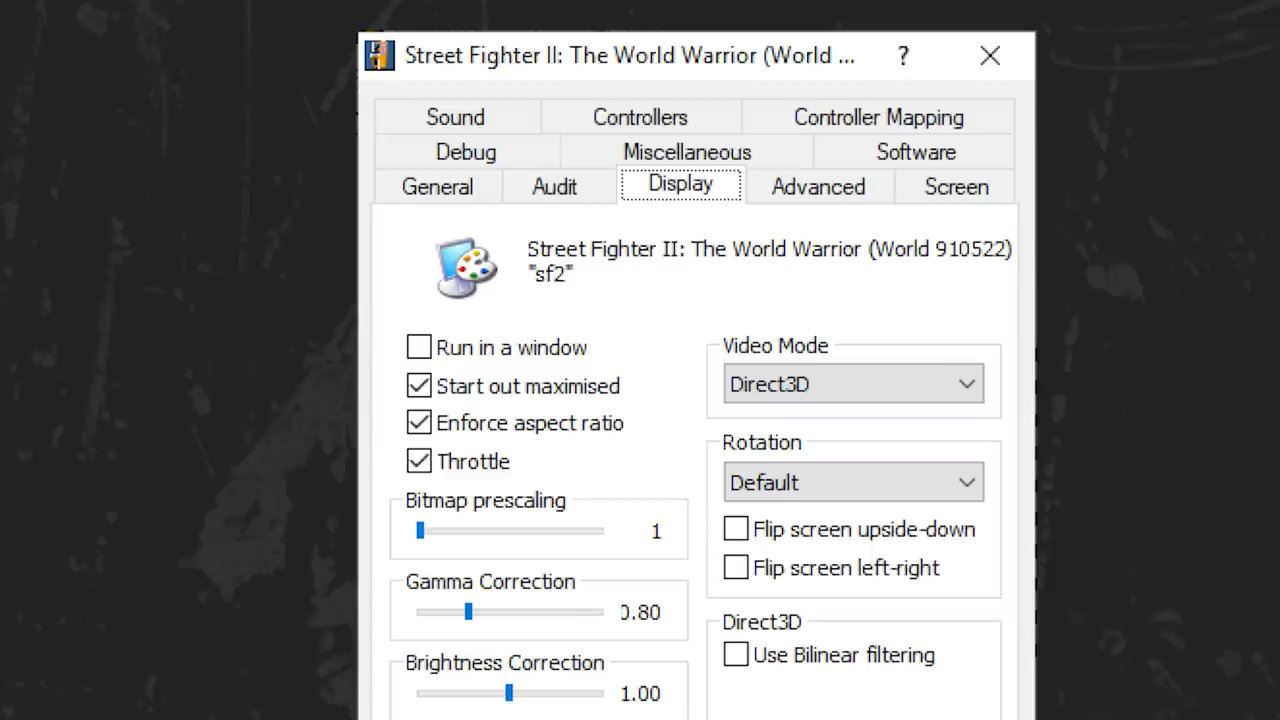 Street Fighter II: The World Warrior (World ...
?
Sound Controllers Controller Mapping
Debug Miscellaneous Software
General Audit Display Advanced Screen
Street Fighter II: The World Warrior (World 910522)
"sf2"
Run in a window
Start out maximised
Enforce aspect ratio
Throttle
Bitmap prescaling
1
Gamma Correction
0.80
Brightness Correction
1.00
Video Mode
Direct3D
Rotation
Default
Flip screen upside-down
Flip screen left-right
Direct3D
Use Bilinear filtering